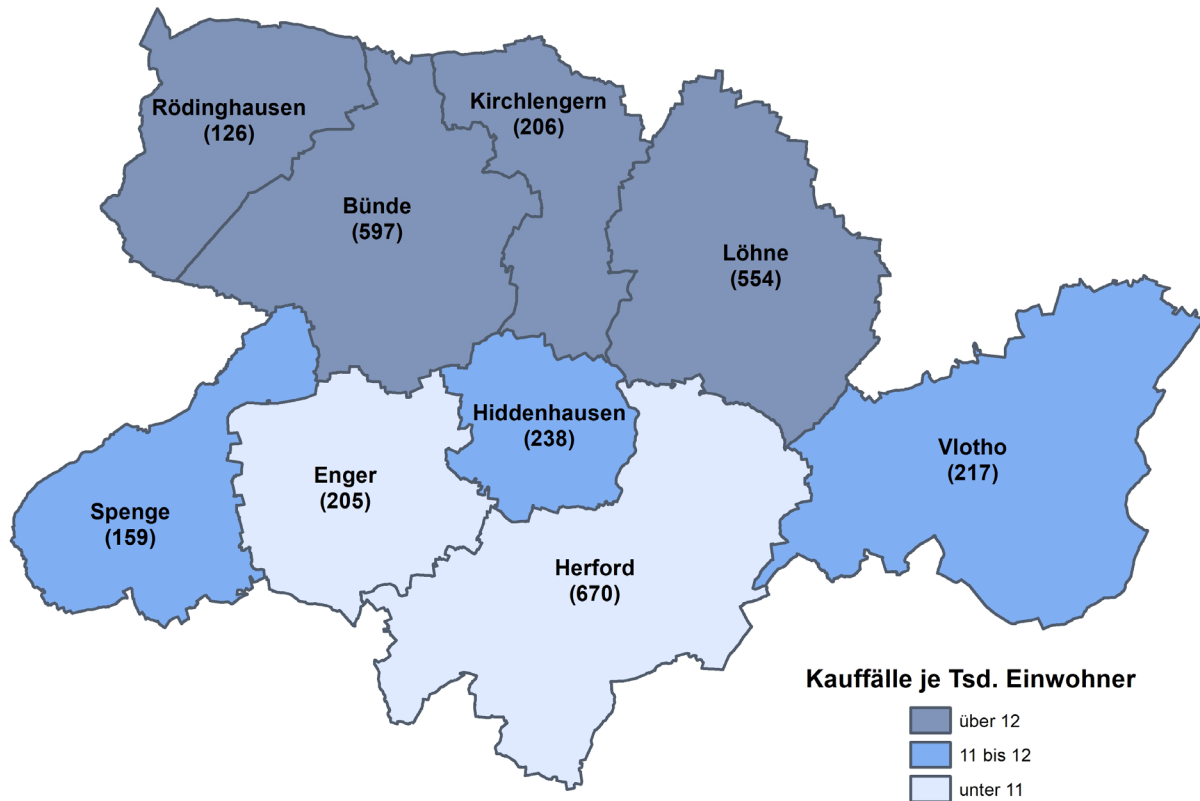 Rödinghausen
(126)
Kirchlengern
(206)
Bünde
(597)
Löhne
(554)
Hiddenhausen
(238)
Vlotho
(217)
Enger
(205)
Spenge
(159)
Herford
(670)
Kauffälle je Tsd. Einwohner
über 12
11 bis 12
unter 11